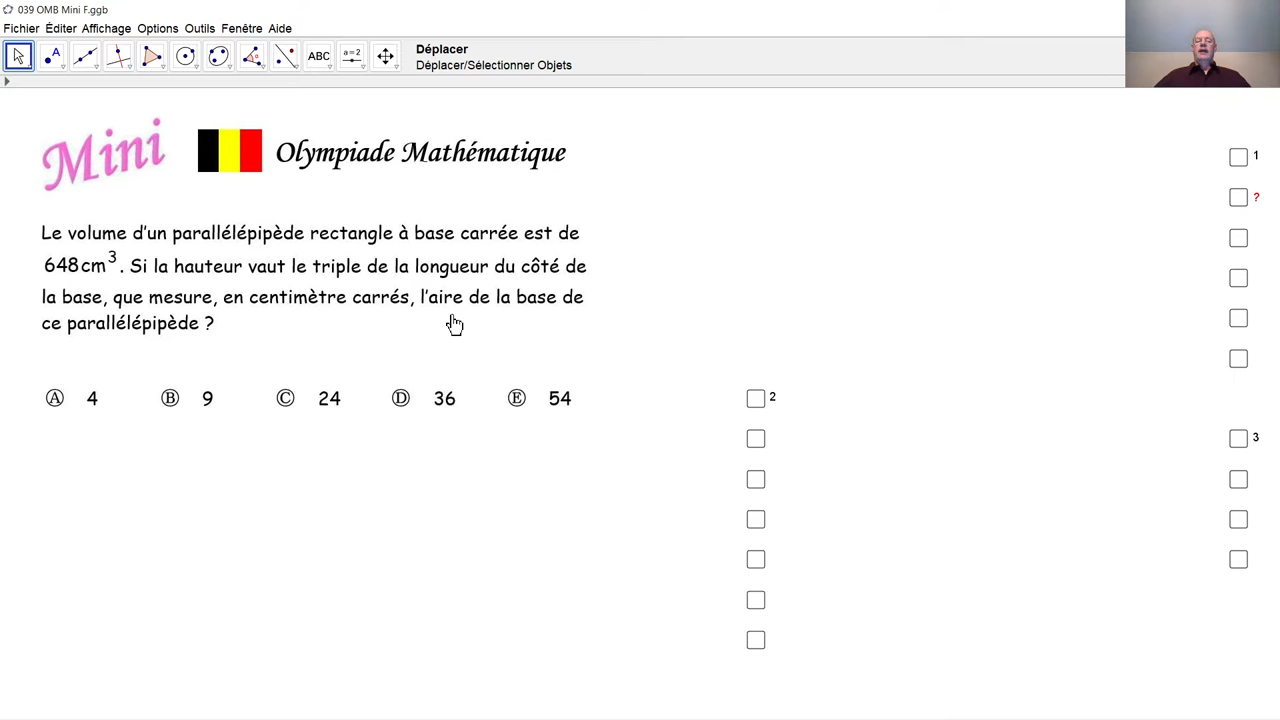 039 OMB Mini F.ggb
Fichier Éditer Affichage Options Outils Fenêtre Aide
A ABC a=2 Déplacer
Déplacer/Sélectionner Objets
Mini Olympiade Mathématique
1
?
Le volume d'un parallélépipède rectangle à base carrée est de
648 cm³. Si la hauteur vaut le triple de la longueur du côté de
la base, que mesure, en centimètre carrés, l'aire de la base de
ce parallélépipède ?
Ⓐ 4 Ⓑ 9 Ⓒ 24 Ⓓ 36 Ⓔ 54
2
3